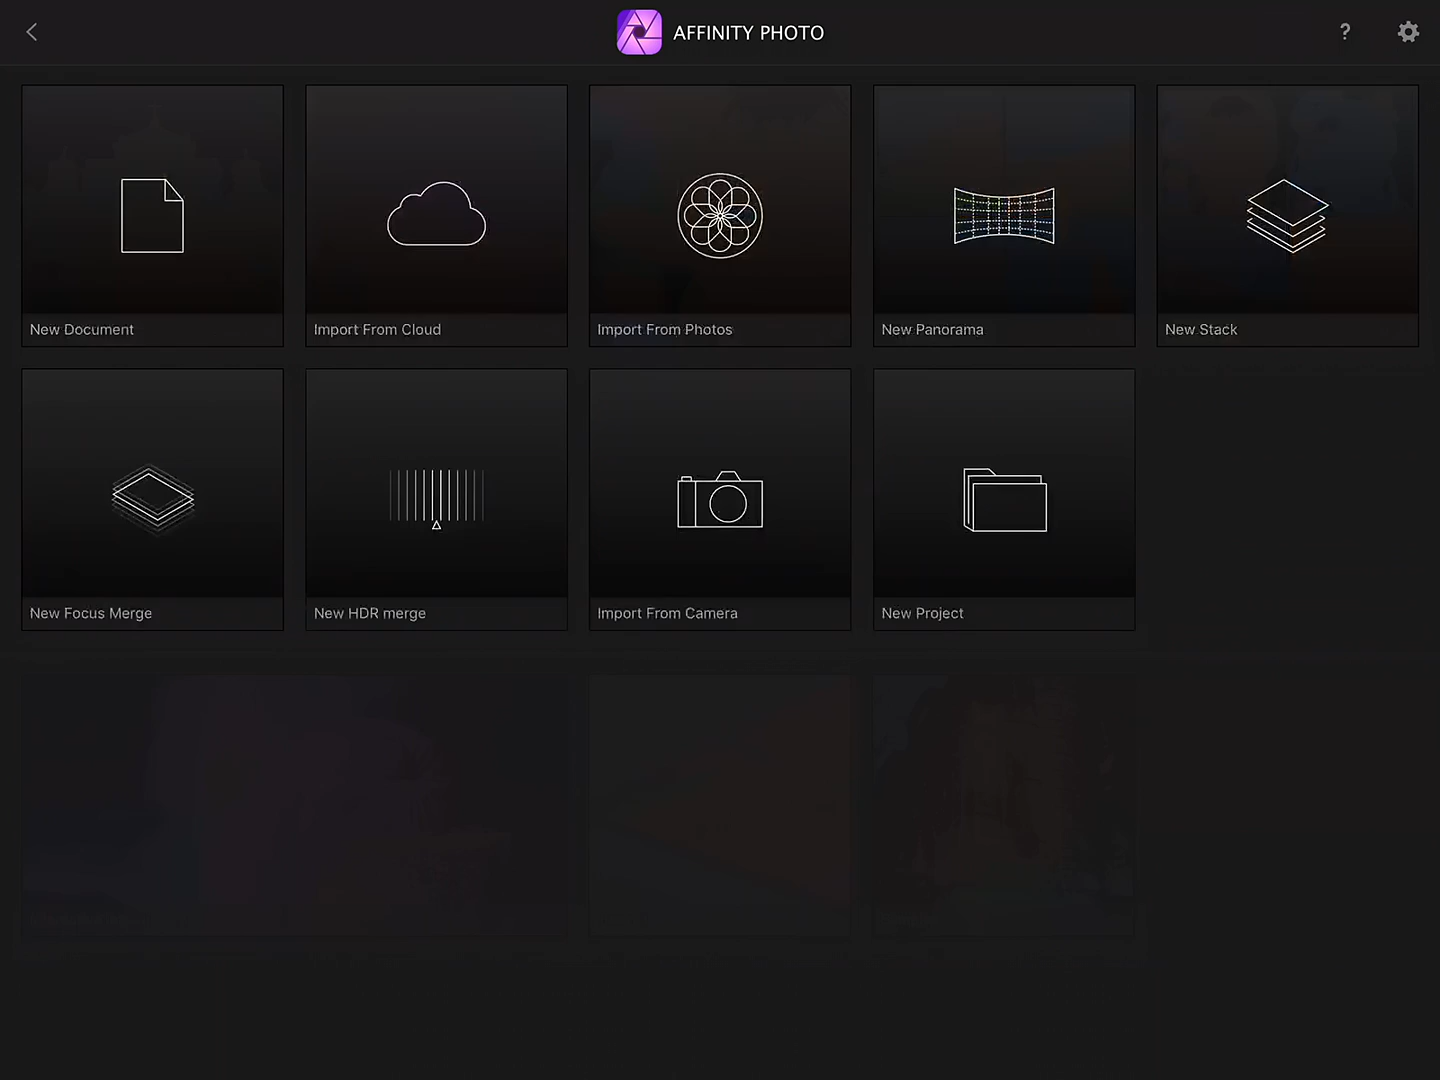 AFFINITY PHOTO
?
New Document
Import From Cloud
Import From Photos
New Panorama
New Stack
New Focus Merge
New HDR merge
Import From Camera
New Project